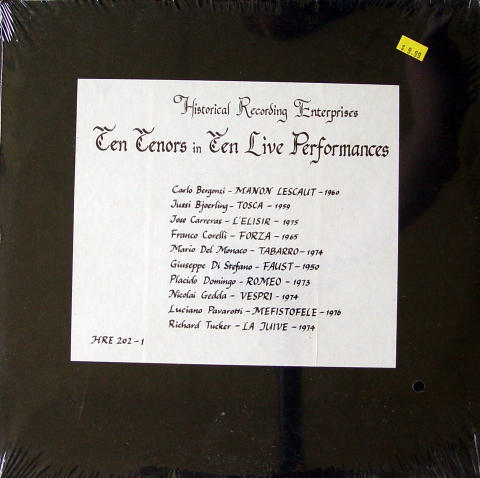 $ 9.99
Historical Recording Enterprises
Ten Tenors in Ten Live Performances
Carlo Bergonzi - MANON LESCAUT - 1960
Jussi Bjoerling - TOSCA - 1959
Jose Carreras - L'ELISIR - 1975
Franco Corelli - FORZA - 1965
Mario Del Monaco - TABARRO - 1974
Giuseppe Di Stefano - FAUST - 1950
Placido Domingo - ROMEO - 1973
Nicolai Gedda - VESPRI - 1974
Luciano Pavarotti - MEFISTOFELE - 1976
Richard Tucker - LA JUIVE - 1974
HRE 202-1